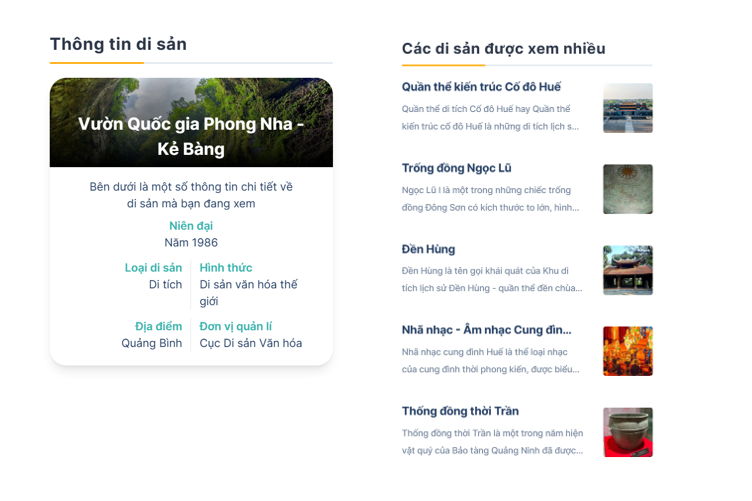 Thông tin di sản
Vườn Quốc gia Phong Nha -
Kẻ Bàng
Bên dưới là một số thông tin chi tiết về
di sản mà bạn đang xem
Niên đại
Năm 1986
Loại di sản
Di tích
Hình thức
Di sản văn hóa thế
giới
Địa điểm
Quảng Bình
Đơn vị quản lí
Cục Di sản Văn hóa
Các di sản được xem nhiều
Quần thể kiến trúc Cố đô Huế
Quần thể di tích Cố đô Huế hay Quần thể
kiến trúc cố đô Huế là những di tích lịch s...
Trống đồng Ngọc Lũ
Ngọc Lũ I là một trong những chiếc trống
đồng Đông Sơn có kích thước to lớn, hình...
Đền Hùng
Đền Hùng là tên gọi khái quát của Khu di
tích lịch sử Đền Hùng - quần thể đền chùa...
Nhã nhạc - Âm nhạc Cung đìn...
Nhã nhạc cung đình Huế là thể loại nhạc
của cung đình thời phong kiến, được biểu...
Thống đồng thời Trần
Thống đồng thời Trần là một trong năm hiện
vật quý của Bảo tàng Quảng Ninh đã được...